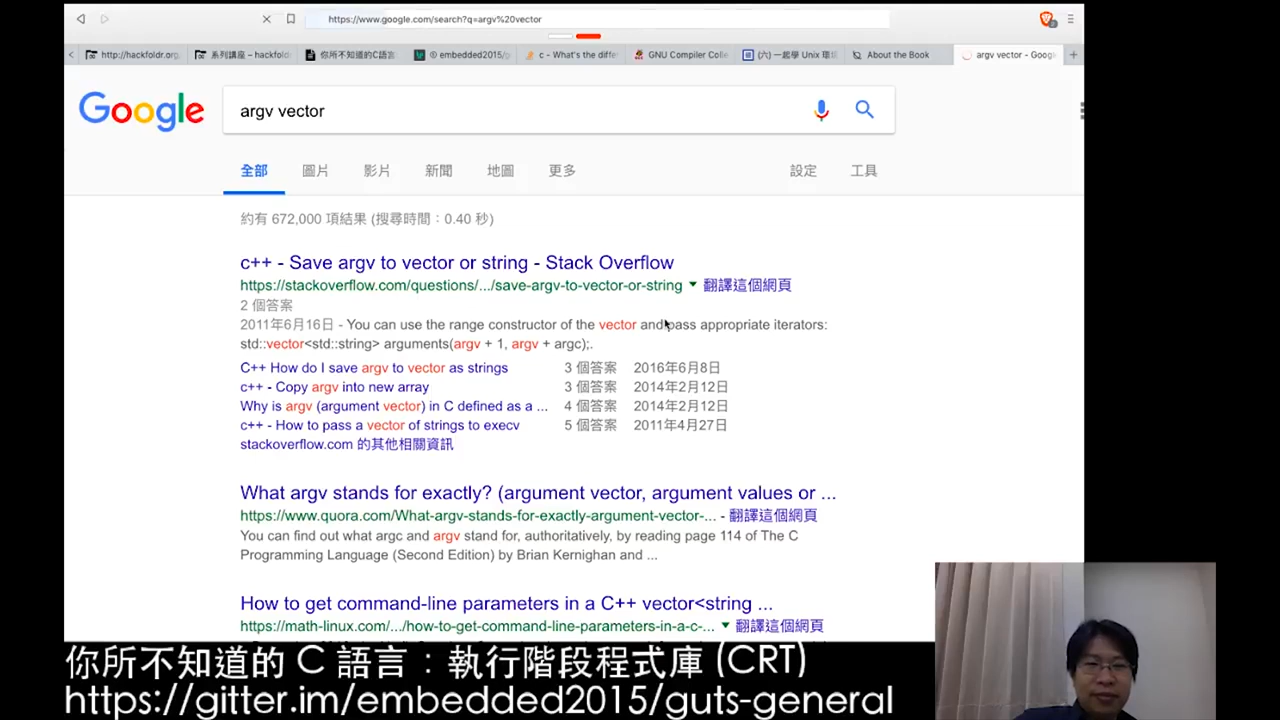 https://www.google.com/search?q=argv%20vector
http://hackfoldr.org
系列講座 – hackfold
你所不知道的C語言
embedded2015/g
c - What's the diffe
GNU Compiler Colle
(六) 一起學 Unix 環
About the Book
argv vector - Googl
Google
argv vector
全部 圖片 影片 新聞 地圖 更多 設定 工具
約有 672,000 項結果 (搜尋時間：0.40 秒)
c++ - Save argv to vector or string - Stack Overflow
https://stackoverflow.com/questions/.../save-argv-to-vector-or-string 翻譯這個網頁
2 個答案
2011年6月16日 - You can use the range constructor of the vector and pass appropriate iterators:
std::vector<std::string> arguments(argv + 1, argv + argc);.
C++ How do I save argv to vector as strings 3 個答案 2016年6月8日
c++ - Copy argv into new array 3 個答案 2014年2月12日
Why is argv (argument vector) in C defined as a ... 4 個答案 2014年2月12日
c++ - How to pass a vector of strings to execv 5 個答案 2011年4月27日
stackoverflow.com 的其他相關資訊
What argv stands for exactly? (argument vector, argument values or ...
https://www.quora.com/What-argv-stands-for-exactly-argument-vector-... - 翻譯這個網頁
You can find out what argc and argv stand for, authoritatively, by reading page 114 of The C
Programming Language (Second Edition) by Brian Kernighan and ...
How to get command-line parameters in a C++ vector<string ...
https://math-linux.com/.../how-to-get-command-line-parameters-in-a-c-... 翻譯這個網頁
你所不知道的 C 語言：執行階段程式庫 (CRT)
https://gitter.im/embedded2015/guts-general